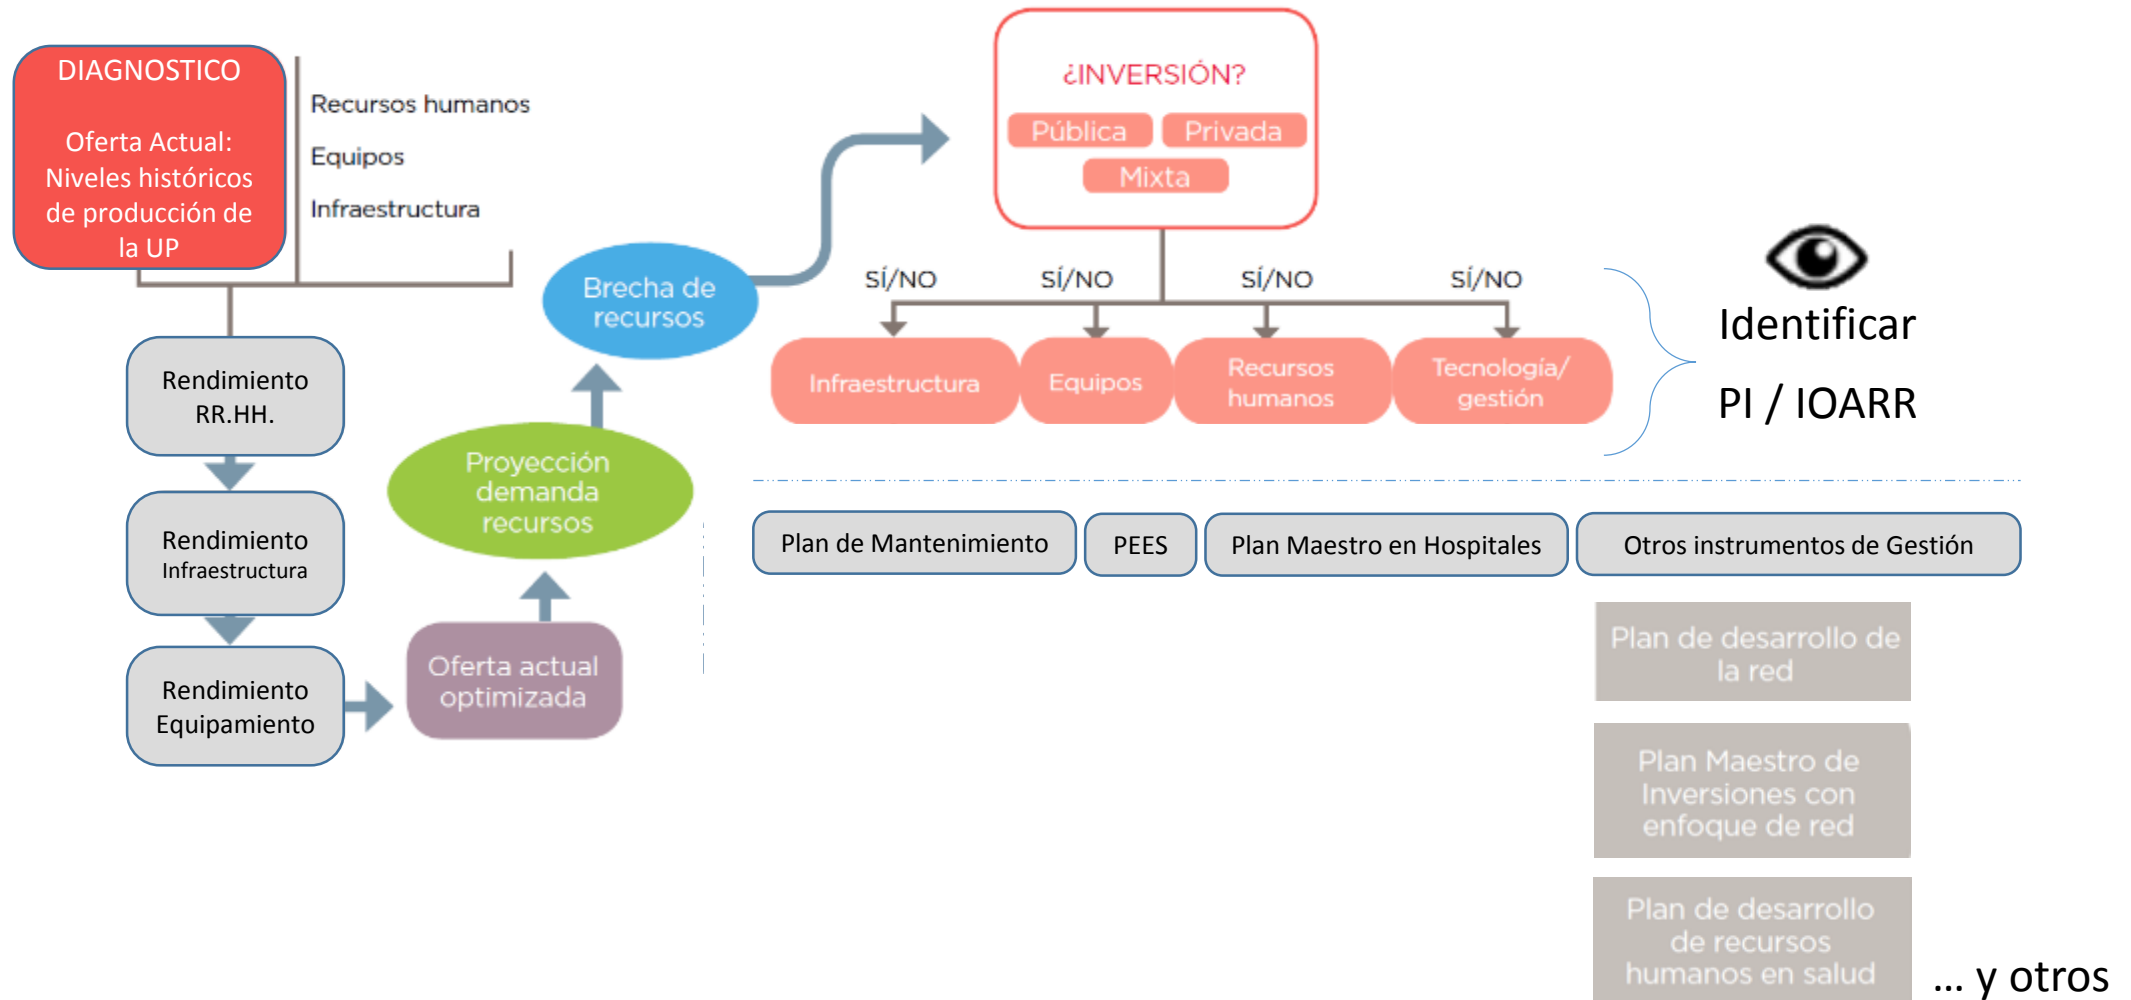 DIAGNOSTICO
Oferta Actual:
Niveles históricos
de producción de
la UP
Recursos humanos
Equipos
Infraestructura
Rendimiento
RR.HH.
Rendimiento
Infraestructura
Rendimiento
Equipamiento
Oferta actual
optimizada
Proyección
demanda
recursos
Brecha de
recursos
¿INVERSIÓN?
Pública
Privada
Mixta
SÍ/NO
SÍ/NO
SÍ/NO
SÍ/NO
Infraestructura
Equipos
Recursos
humanos
Tecnología/
gestión
Identificar
PI / IOARR
Plan de Mantenimiento
PEES
Plan Maestro en Hospitales
Otros instrumentos de Gestión
Plan de desarrollo de
la red
Plan Maestro de
Inversiones con
enfoque de red
Plan de desarrollo
de recursos
humanos en salud
... y otros